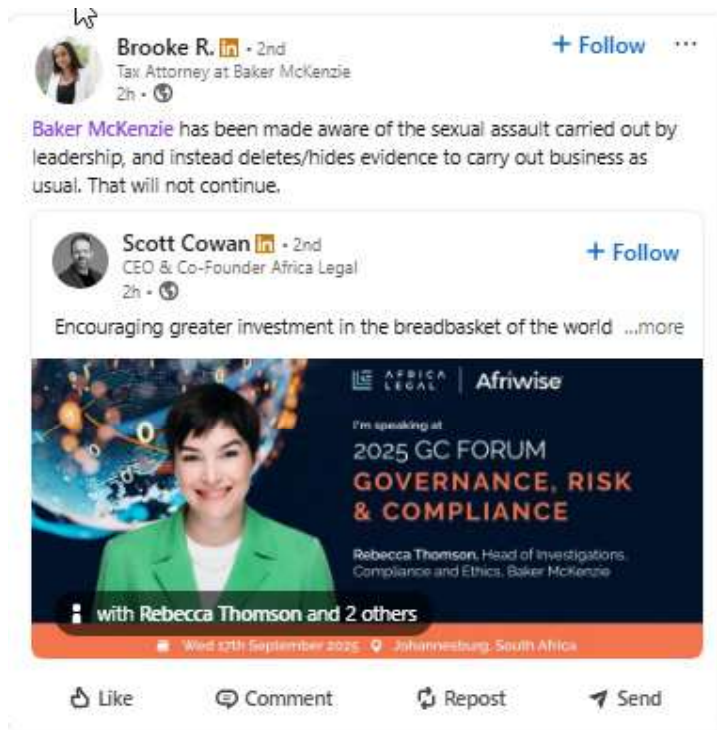 Brooke R. in • 2nd
+ Follow ...
Tax Attorney at Baker McKenzie
2h •
Baker McKenzie has been made aware of the sexual assault carried out by
leadership, and instead deletes/hides evidence to carry out business as
usual. That will not continue.
Scott Cowan in • 2nd
+ Follow
CEO & Co-Founder Africa Legal
2h •
Encouraging greater investment in the breadbasket of the world ...more
AFRICA LEGAL | Afriwise
I'm speaking at
2025 GC FORUM
GOVERNANCE, RISK
& COMPLIANCE
Rebecca Thomson, Head of Investigations,
Compliance and Ethics, Baker McKenzie
with Rebecca Thomson and 2 others
Wed 17th September 2025 Johannesburg, South Africa
Like Comment Repost Send